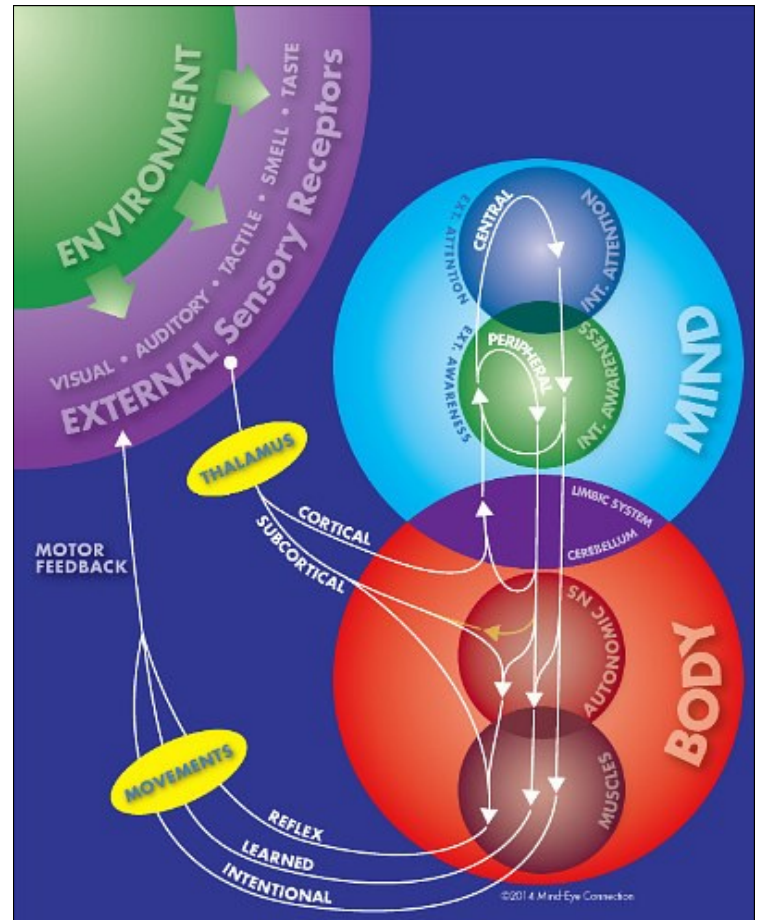 ENVIRONMENT
VISUAL • AUDITORY • TACTILE • SMELL • TASTE
EXTERNAL Sensory Receptors
THALAMUS
CORTICAL
SUBCORTICAL
MOTOR
FEEDBACK
MOVEMENTS
REFLEX
LEARNED
INTENTIONAL
CENTRAL
EXT. ATTENTION
INT. ATTENTION
PERIPHERAL
EXT. AWARENESS
INT. AWARENESS
MIND
LIMBIC SYSTEM
CEREBELLUM
AUTONOMIC NS
BODY
MUSCLES
©2014 Mind-Eye Connection